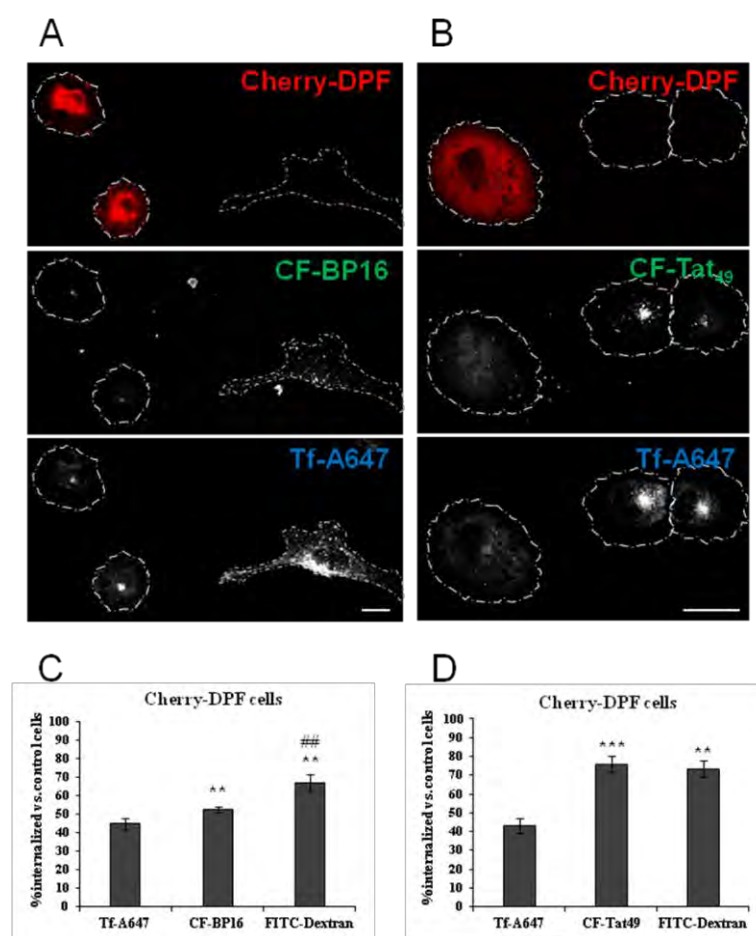 A
B
Cherry-DPF
Cherry-DPF
CF-BP16
CF-Tat49
Tf-A647
Tf-A647
C
D
Cherry-DPF cells
%internalized vs.control cells
100
90
80
70
60
50
40
30
20
10
0
**
##
**
Tf-A647 CF-BP16 FITC-Dextran
Cherry-DPF cells
%internalized vs.control cells
100
90
80
70
60
50
40
30
20
10
0
***
**
Tf-A647 CF-Tat49 FITC-Dextran